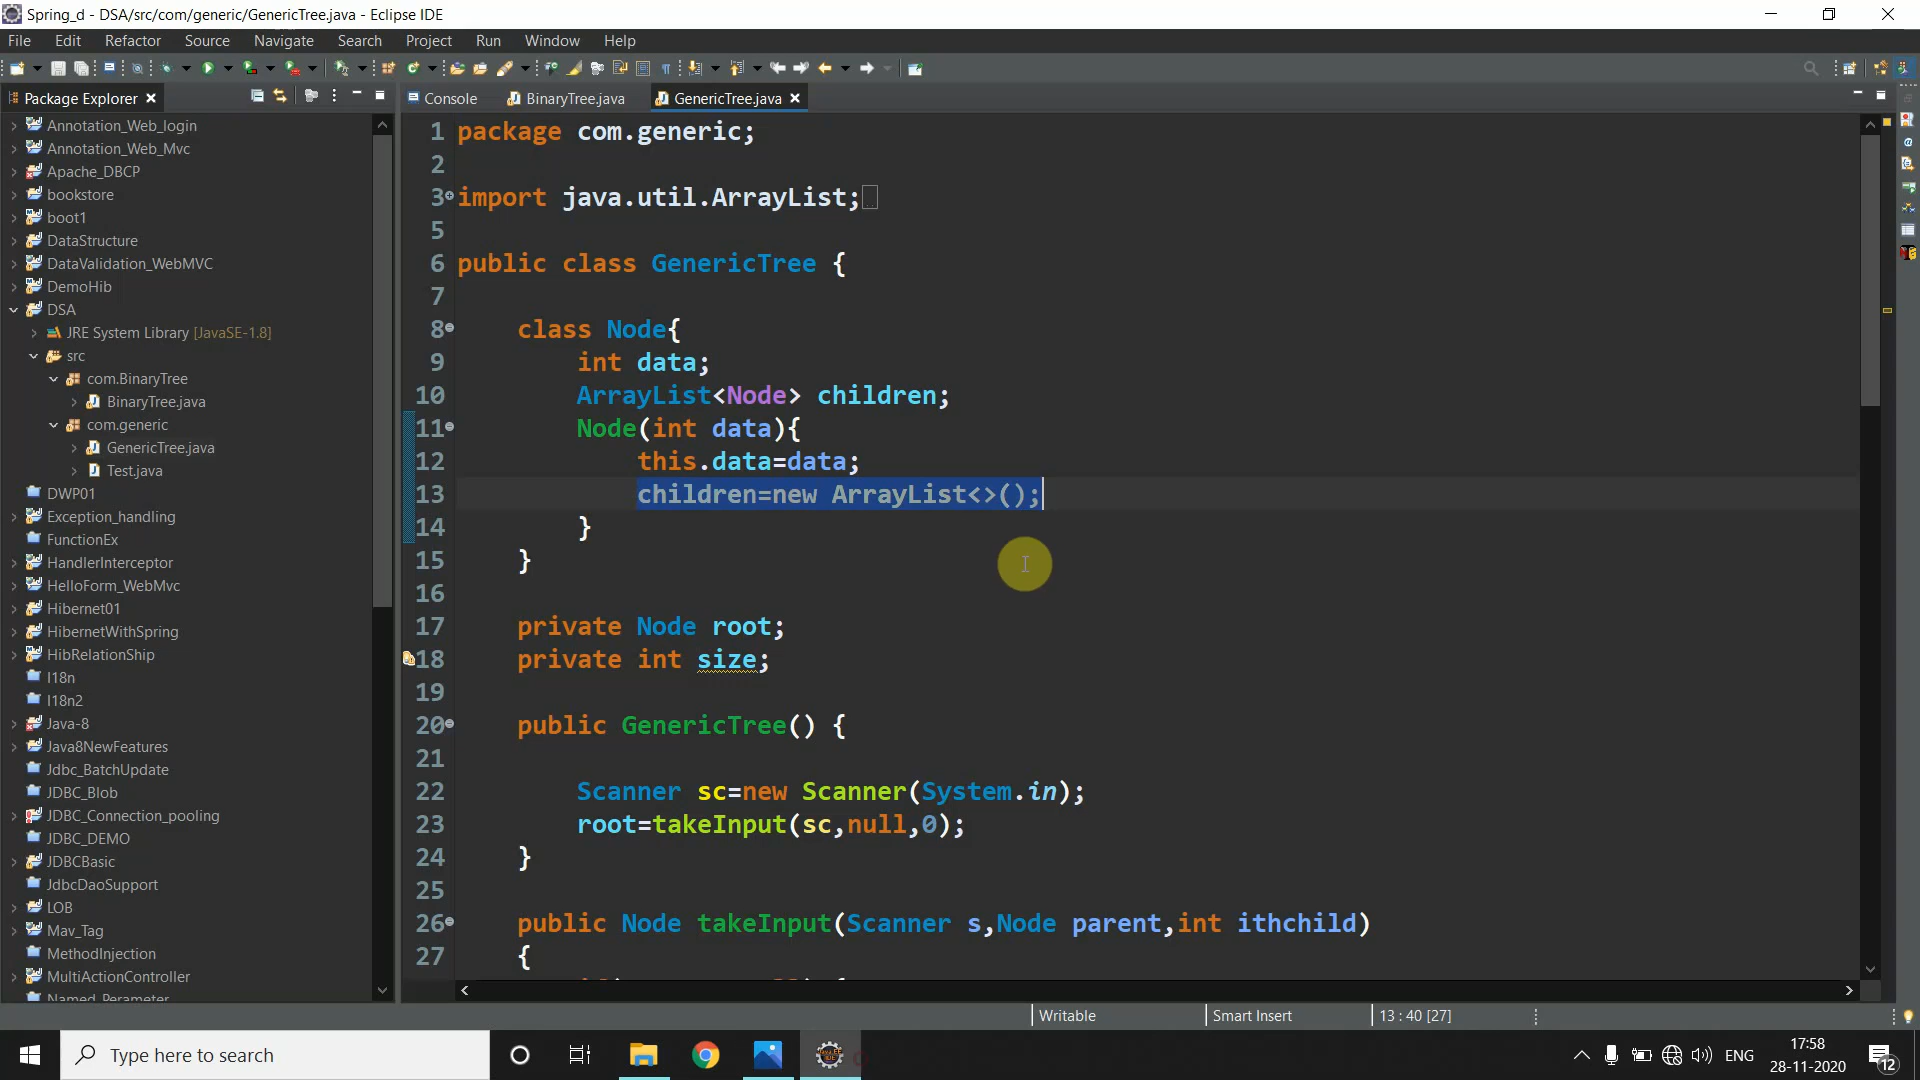 Spring_d - DSA/src/com/generic/GenericTree.java - Eclipse IDE
File Edit Refactor Source Navigate Search Project Run Window Help
Package Explorer
Console BinaryTree.java GenericTree.java
Annotation_Web_login
Annotation_Web_Mvc
Apache_DBCP
bookstore
boot1
DataStructure
DataValidation_WebMVC
DemoHib
DSA
JRE System Library [JavaSE-1.8]
src
com.BinaryTree
BinaryTree.java
com.generic
GenericTree.java
Test.java
DWP01
Exception_handling
FunctionEx
HandlerInterceptor
HelloForm_WebMvc
Hibernet01
HibernetWithSpring
HibRelationShip
I18n
I18n2
Java-8
Java8NewFeatures
Jdbc_BatchUpdate
JDBC_Blob
JDBC_Connection_pooling
JDBC_DEMO
JDBCBasic
JdbcDaoSupport
LOB
Mav_Tag
MethodInjection
MultiActionController
Named_Perameter
1 package com.generic;
2
3 import java.util.ArrayList;
5
6 public class GenericTree {
7
8 class Node{
9 int data;
10 ArrayList<Node> children;
11 Node(int data){
12 this.data=data;
13 children=new ArrayList<>();
14 }
15 }
16
17 private Node root;
18 private int size;
19
20 public GenericTree() {
21
22 Scanner sc=new Scanner(System.in);
23 root=takeInput(sc,null,0);
24 }
25
26 public Node takeInput(Scanner s,Node parent,int ithchild)
27 {
Writable Smart Insert 13 : 40 [27]
Type here to search
ENG
17:58
28-11-2020
12